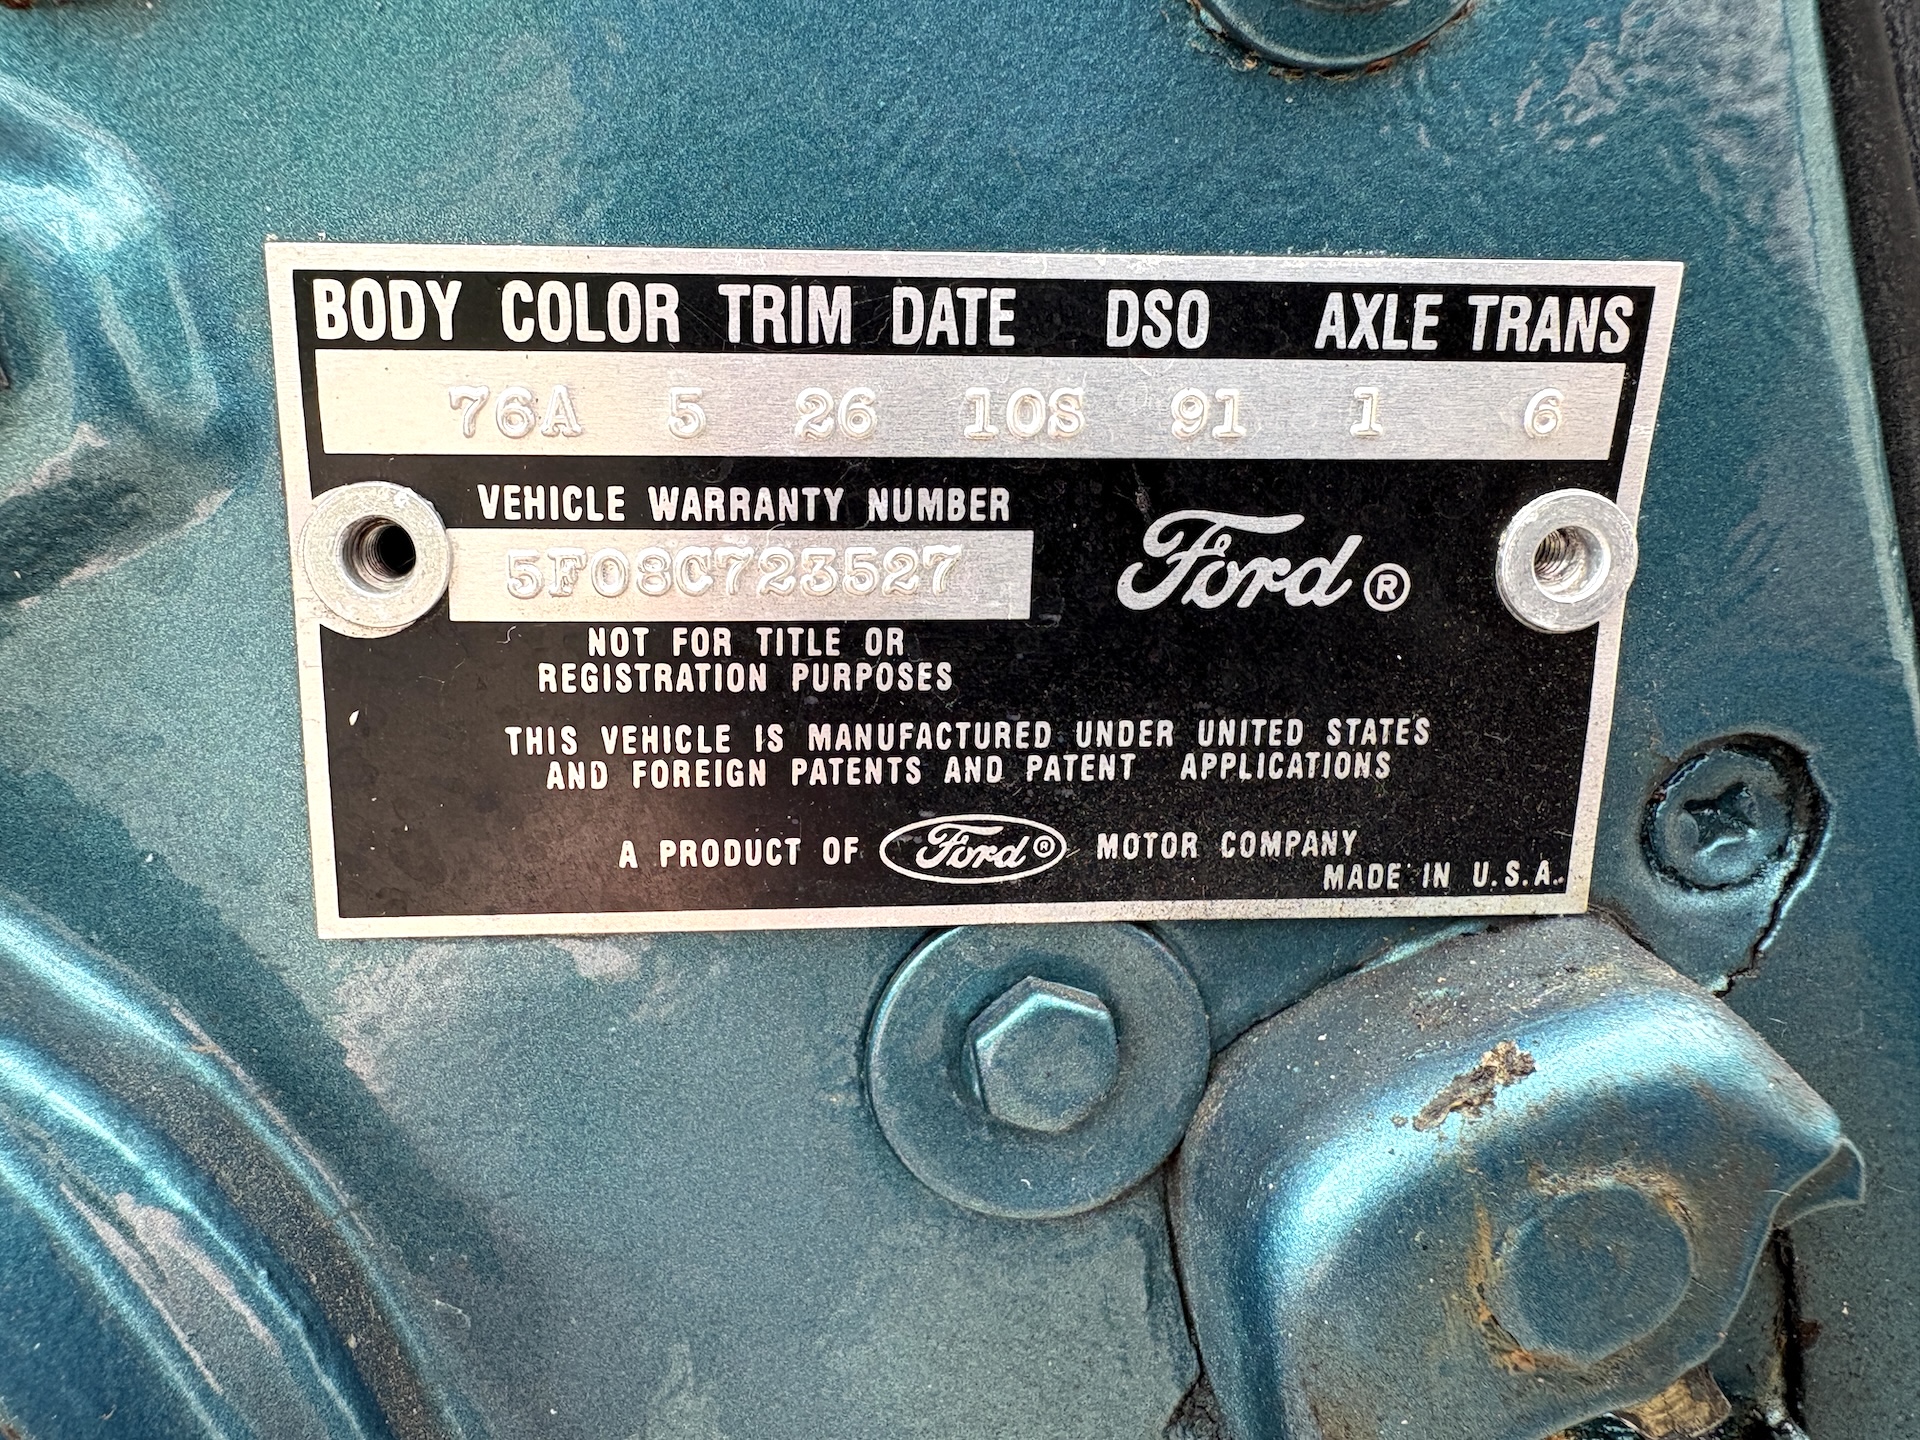 BODY COLOR TRIM DATE DSO AXLE TRANS
76A 5 26 10S 91 1 6
VEHICLE WARRANTY NUMBER
5F08C723527
Ford ®
NOT FOR TITLE OR
REGISTRATION PURPOSES
THIS VEHICLE IS MANUFACTURED UNDER UNITED STATES
AND FOREIGN PATENTS AND PATENT APPLICATIONS
A PRODUCT OF Ford® MOTOR COMPANY
MADE IN U.S.A.